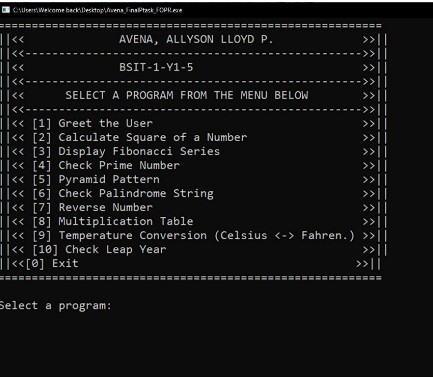 C:\Users\Welcome back\Desktop\Avena_FinalPtask_FOPR.exe
====================================================
||<< AVENA, ALLYSON LLOYD P. >>||
||<<-------------------------------------------------->>||
||<< BSIT-1-Y1-5 >>||
||<<-------------------------------------------------->>||
||<< SELECT A PROGRAM FROM THE MENU BELOW >>||
||<<-------------------------------------------------->>||
||<< [1] Greet the User >>||
||<< [2] Calculate Square of a Number >>||
||<< [3] Display Fibonacci Series >>||
||<< [4] Check Prime Number >>||
||<< [5] Pyramid Pattern >>||
||<< [6] Check Palindrome String >>||
||<< [7] Reverse Number >>||
||<< [8] Multiplication Table >>||
||<< [9] Temperature Conversion (Celsius <-> Fahren.) >>||
||<< [10] Check Leap Year >>||
||<<[0] Exit >>||
====================================================
Select a program: